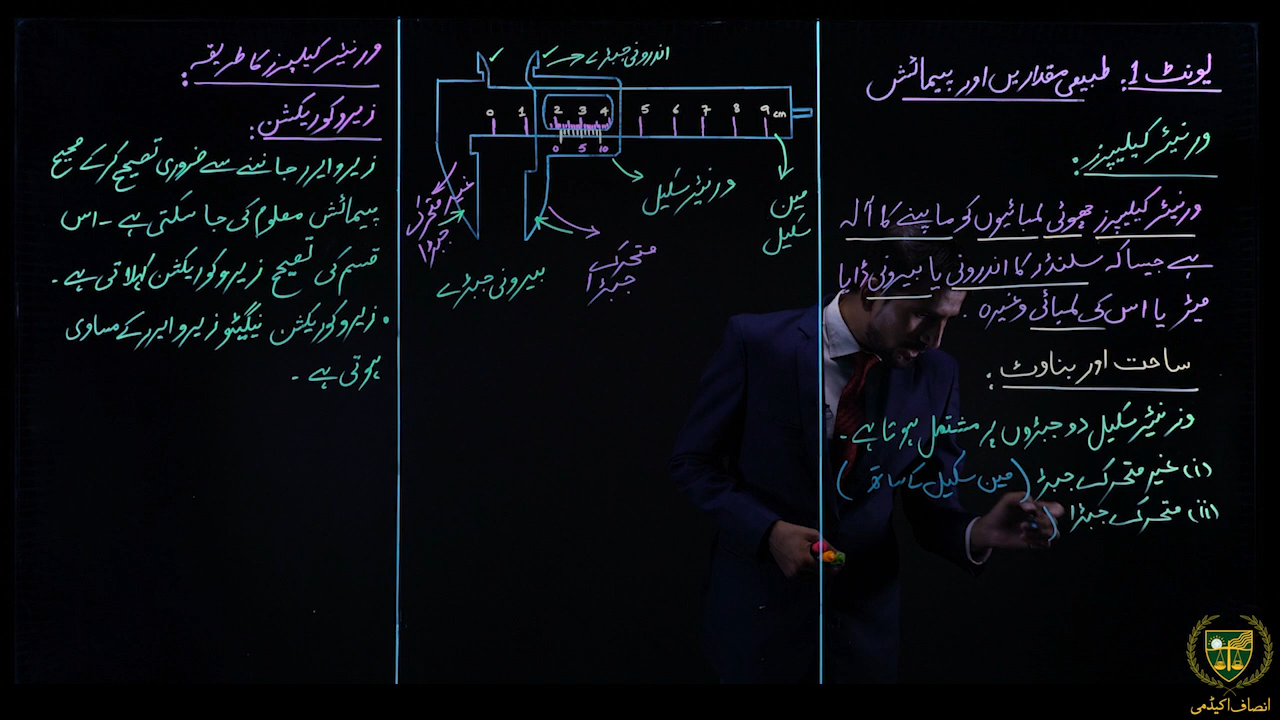 یونٹ 1: طبیعی مقداریں اور پیمائش
ورنیئر کیلیپرز:
ورنیئر کیلیپرز چھوٹی لمبائیوں کو ماپنے کا آلہ
ہے جیسا کہ سلنڈر کا اندرونی یا بیرونی ڈایا
میٹر یا اس کی لمبائی وغیرہ .
ساخت اور بناوٹ:
ورنیئر سکیل دو جبڑوں پر مشتمل ہوتا ہے۔
(i) غیر متحرک جبڑ (مین سکیل کا ساتھ)
(ii) متحرک جبڑا (
اندرونی جبڑے
0 1 2 3 4 5 6 7 8 9 cm
0 5 10
غیر متحرک جبڑا
ورنیئر سکیل
مین سکیل
متحرک جبڑا
بیرونی جبڑے
ورنیئر کیلپرز کا طریقہ:
زیرو کوریکشن:
زیرو ایرر جاننے سے ضروری تصیح کر کے صحیح
پیمائش معلوم کی جا سکتی ہے۔ اس
قسم کی تصیح زیرو کوریکشن کہلاتی ہے۔
• زیرو کوریکشن نیگیٹو زیرو ایرر کے مساوی
ہوتی ہے۔
انصاف اکیڈمی